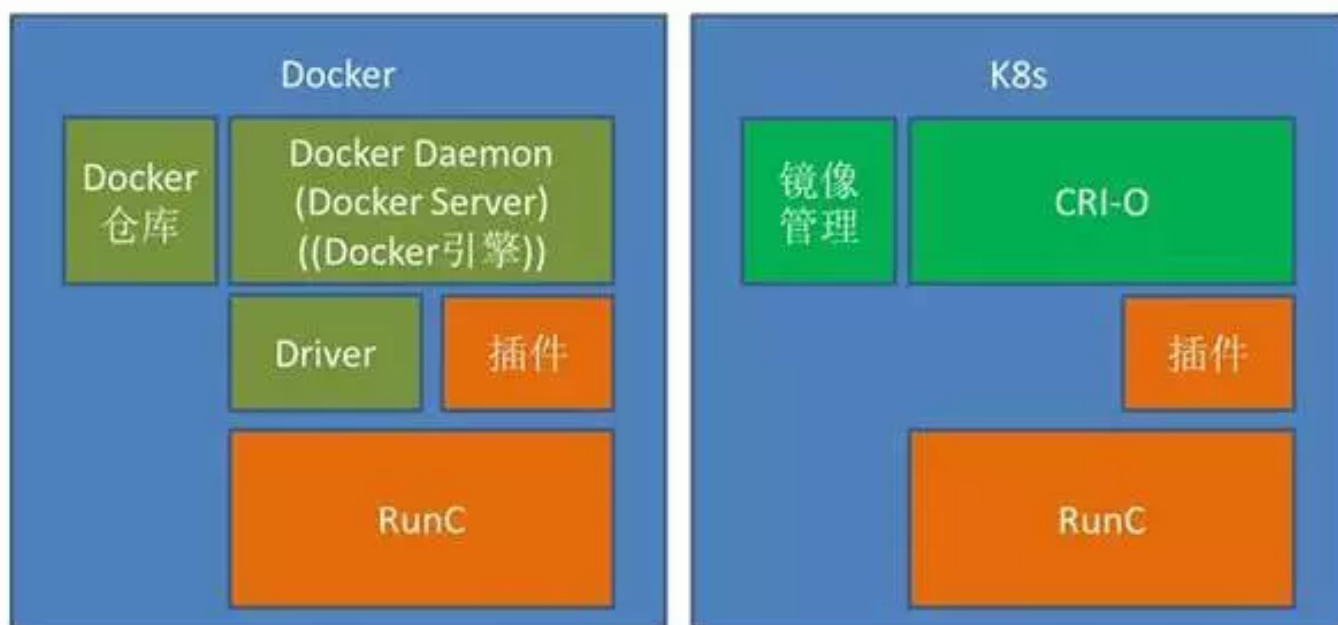 Docker
Docker
仓库
Docker Daemon
(Docker Server)
((Docker引擎))
Driver
插件
RunC
K8s
镜像
管理
CRI-O
插件
RunC